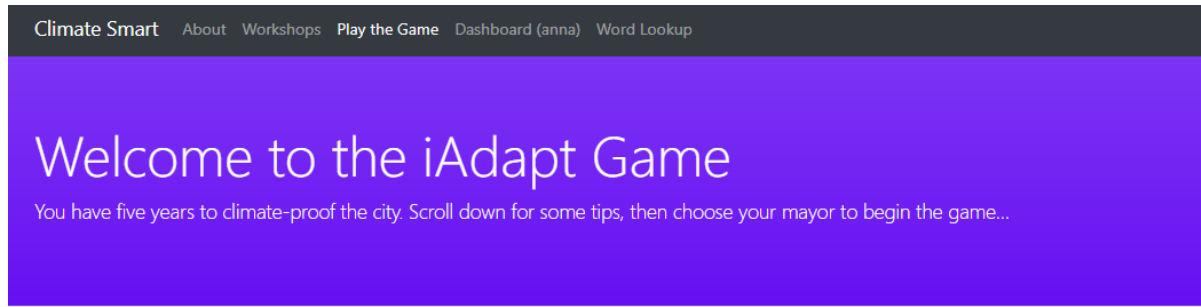 Climate Smart About Workshops Play the Game Dashboard (anna) Word Lookup
Welcome to the iAdapt Game
You have five years to climate-proof the city. Scroll down for some tips, then choose your mayor to begin the game...